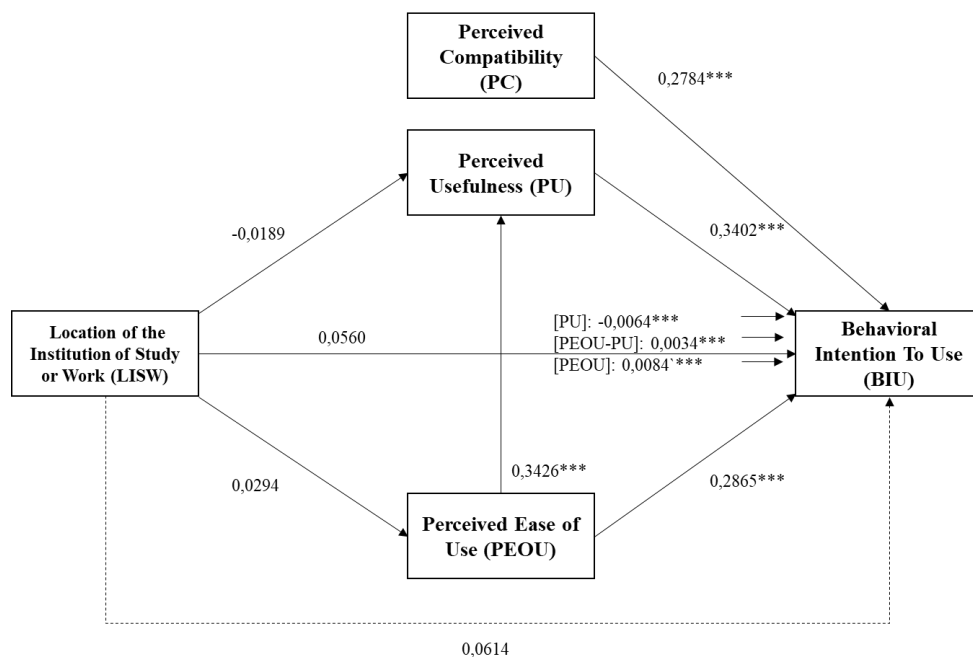 Perceived
Compatibility
(PC)
0,2784***
Perceived
Usefulness (PU)
-0,0189
0,3402***
Location of the
Institution of Study
or Work (LISW)
0,0560
[PU]: -0,0064***
[PEOU-PU]: 0,0034***
[PEOU]: 0,0084`***
Behavioral
Intention To Use
(BIU)
0,0294
0,3426***
0,2865***
Perceived Ease of
Use (PEOU)
0,0614